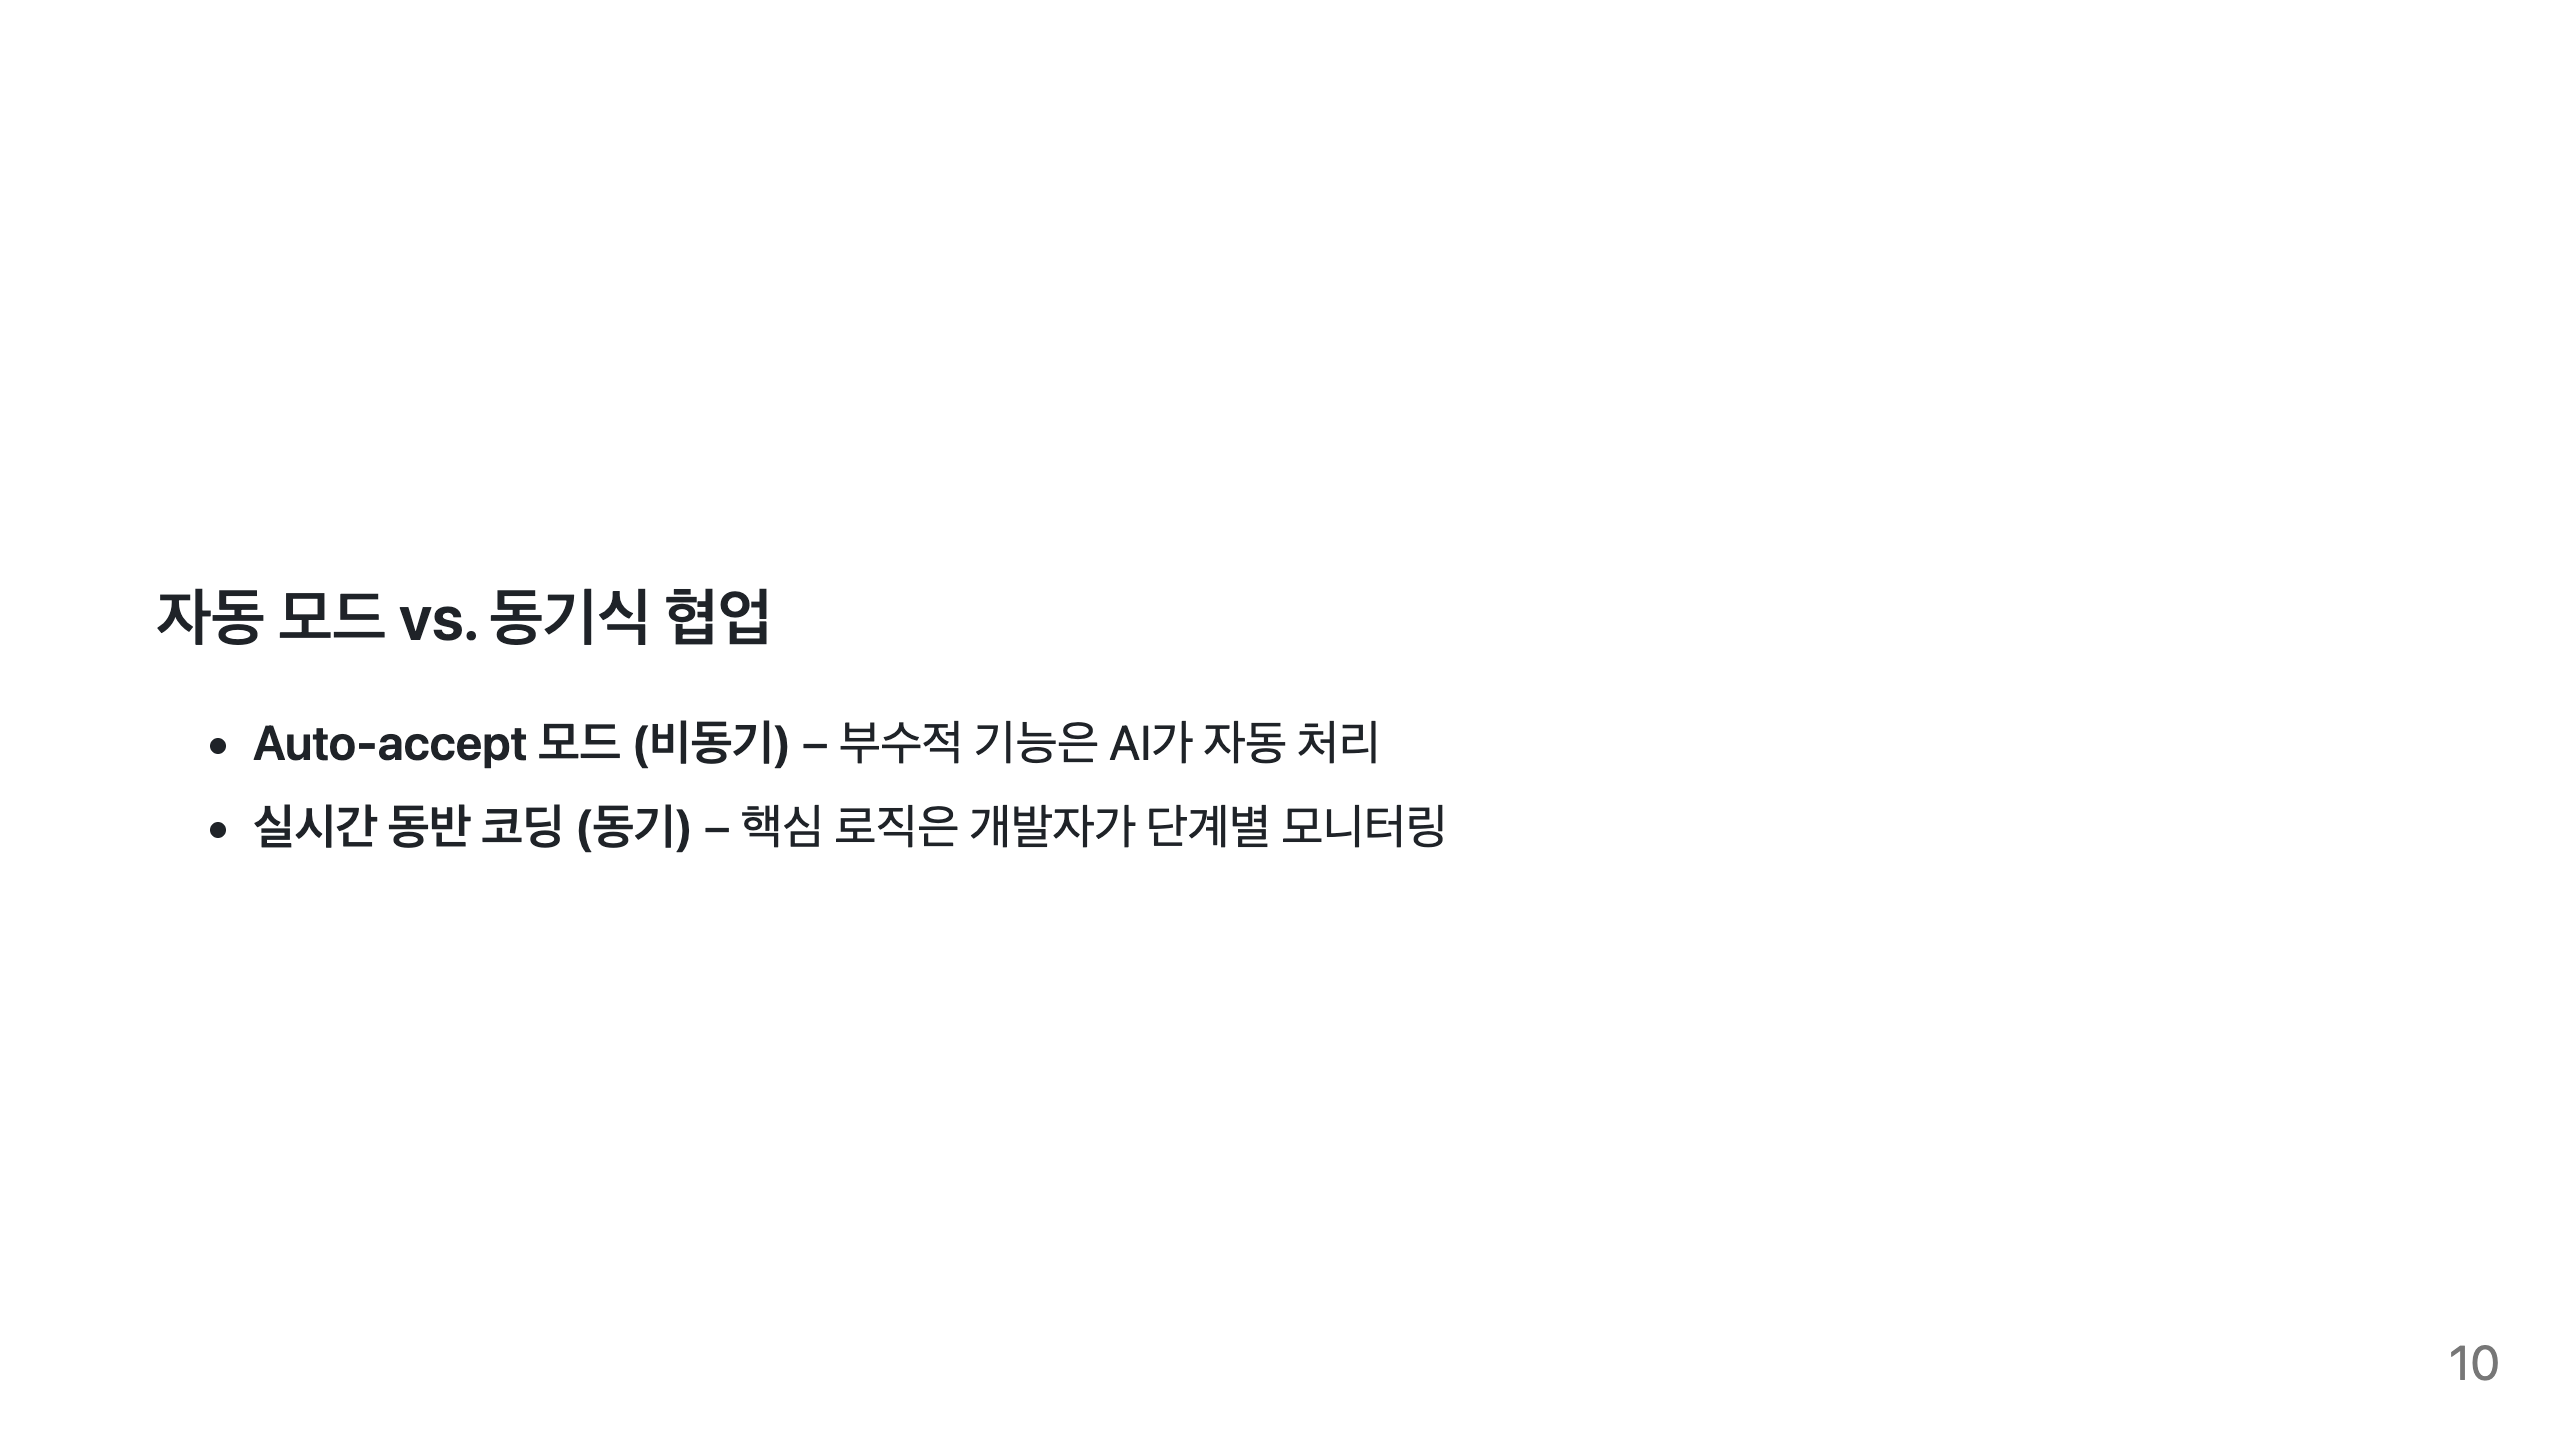 자동 모드 vs. 동기식 협업
• Auto-accept 모드 (비동기) – 부수적 기능은 AI가 자동 처리
• 실시간 동반 코딩 (동기) – 핵심 로직은 개발자가 단계별 모니터링
10